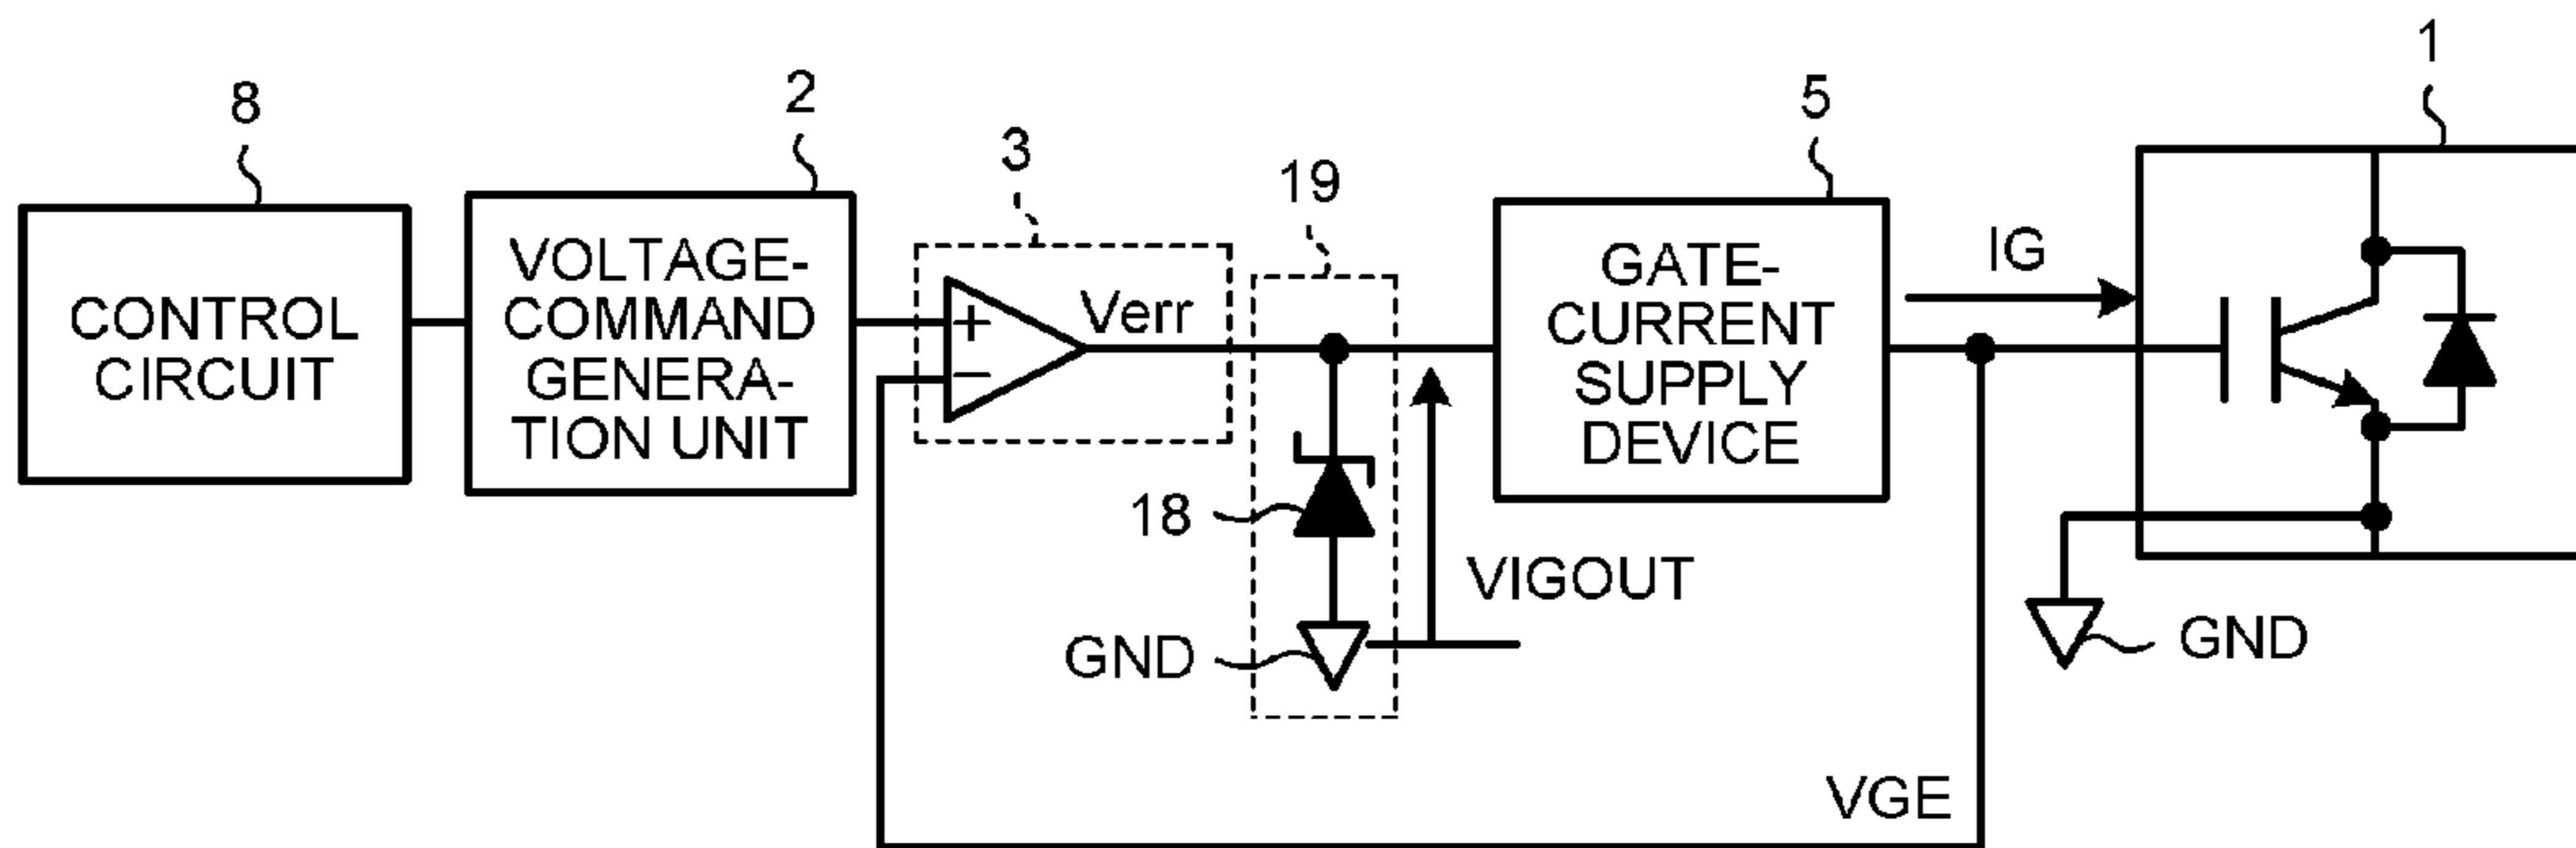 8
CONTROL
CIRCUIT
2
VOLTAGE-
COMMAND
GENERA-
TION UNIT
3
+
−
Verr
19
18
GND
VIGOUT
5
GATE-
CURRENT
SUPPLY
DEVICE
IG
1
GND
VGE